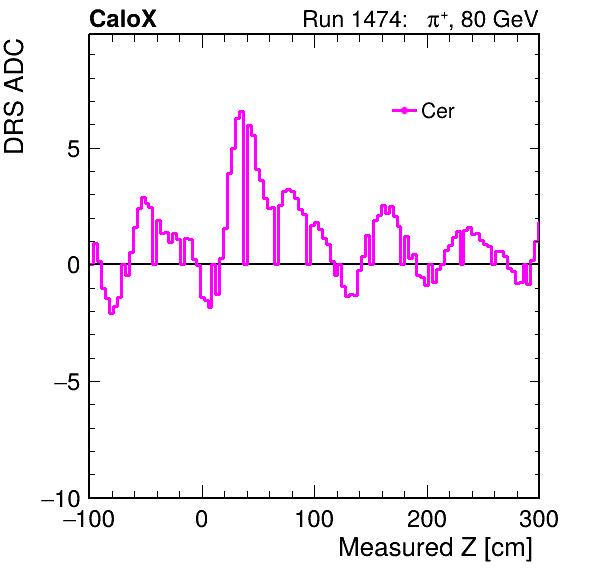 CaloX Run 1474: π⁺, 80 GeV
DRS ADC
Cer
5
0
−5
−10
−100 0 100 200 300
Measured Z [cm]